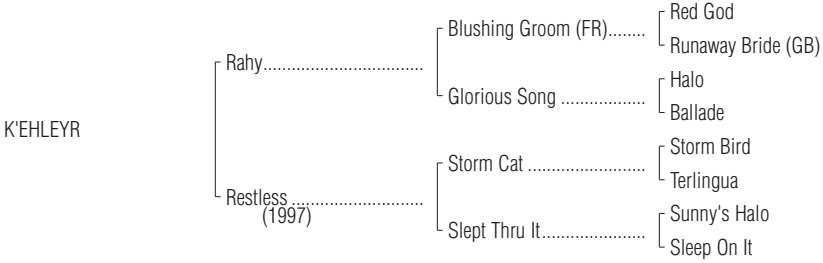 Red God
Blushing Groom (FR)........
Runaway Bride (GB)
Rahy..................................
Halo
Glorious Song ..................
Ballade
K'EHLEYR
Storm Bird
Storm Cat .........................
Terlingua
Restless ............................
(1997)
Sunny's Halo
Slept Thru It......................
Sleep On It